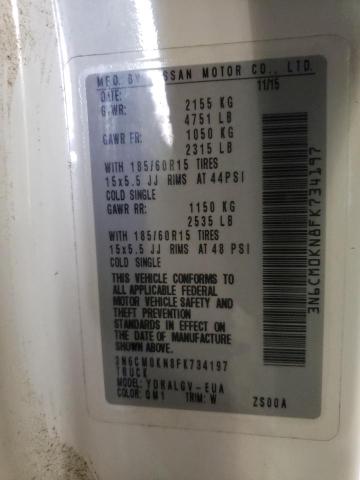 MFD. BY NISSAN MOTOR CO., LTD.
DATE: 11/15
GVWR: 2155 KG
4751 LB
GAWR FR: 1050 KG
2315 LB
WITH 185/60R15 TIRES
15x5.5 JJ RIMS AT 44PSI
COLD SINGLE
GAWR RR: 1150 KG
2535 LB
WITH 185/60R15 TIRES
15x5.5 JJ RIMS AT 48 PSI
COLD SINGLE
THIS VEHICLE CONFORMS TO
ALL APPLICABLE FEDERAL
MOTOR VEHICLE SAFETY AND
THEFT PREVENTION
STANDARDS IN EFFECT ON
THE DATE OF MANUFACTURE
SHOWN ABOVE.
3N6CM0KN8FK734197
TRUCK
MODEL: YDRALGV-EUA
COLOR: QM1 TRIM: W ZS00A
3N6CM0KN8FK734197